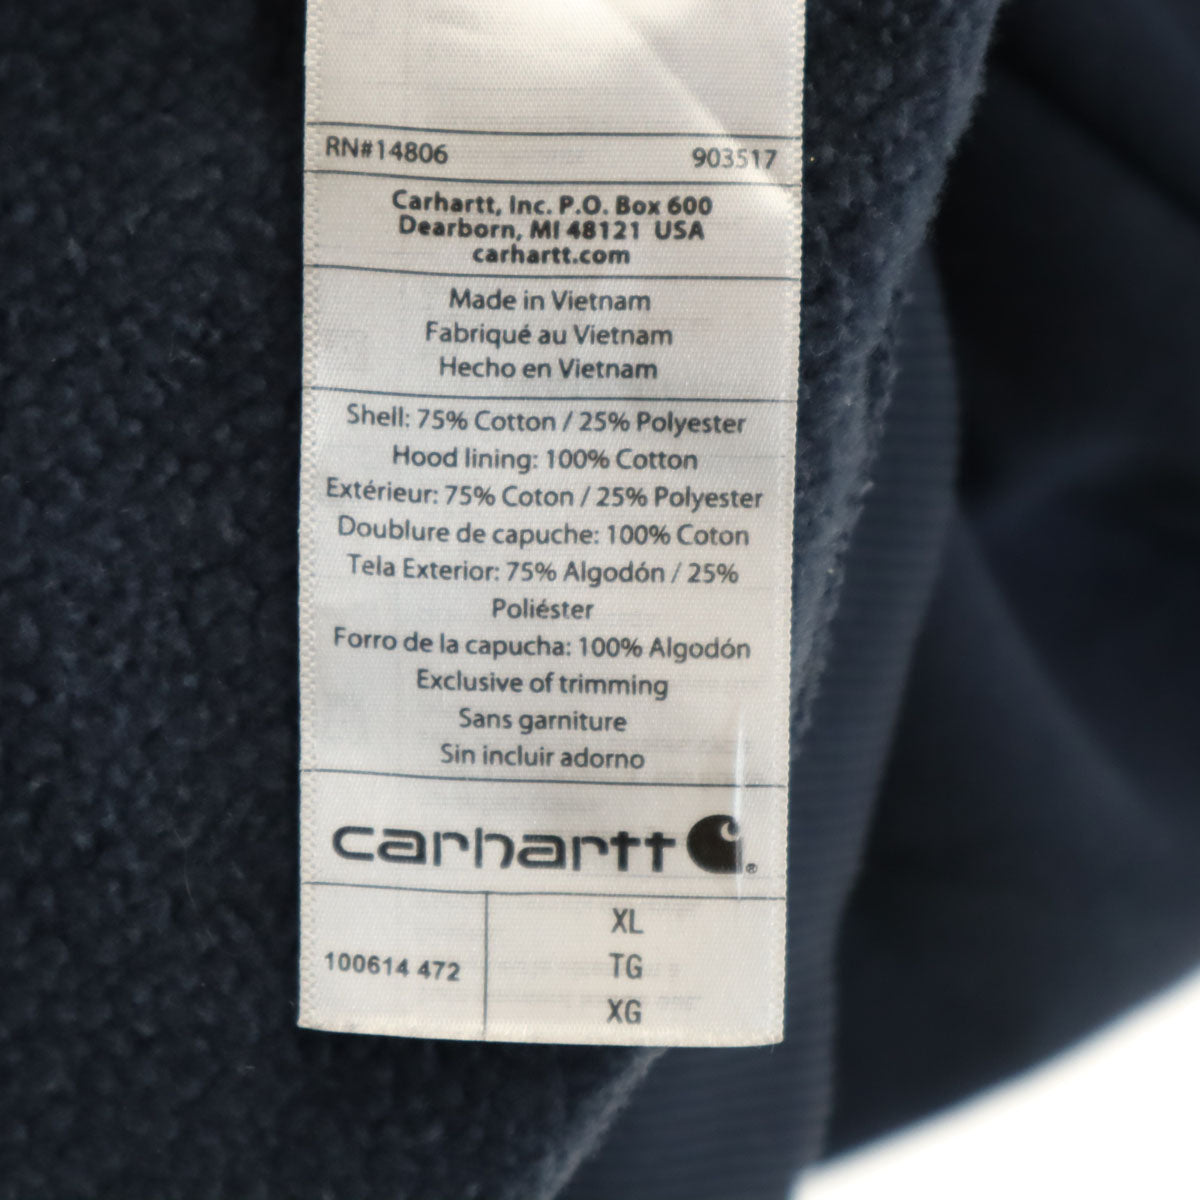 RN#14806 903517
Carhartt, Inc. P.O. Box 600
Dearborn, MI 48121 USA
carhartt.com
Made in Vietnam
Fabriqué au Vietnam
Hecho en Vietnam
Shell: 75% Cotton / 25% Polyester
Hood lining: 100% Cotton
Extérieur: 75% Coton / 25% Polyester
Doublure de capuche: 100% Coton
Tela Exterior: 75% Algodón / 25%
Poliéster
Forro de la capucha: 100% Algodón
Exclusive of trimming
Sans garniture
Sin incluir adorno
carhartt ®
XL
100614 472 TG
XG